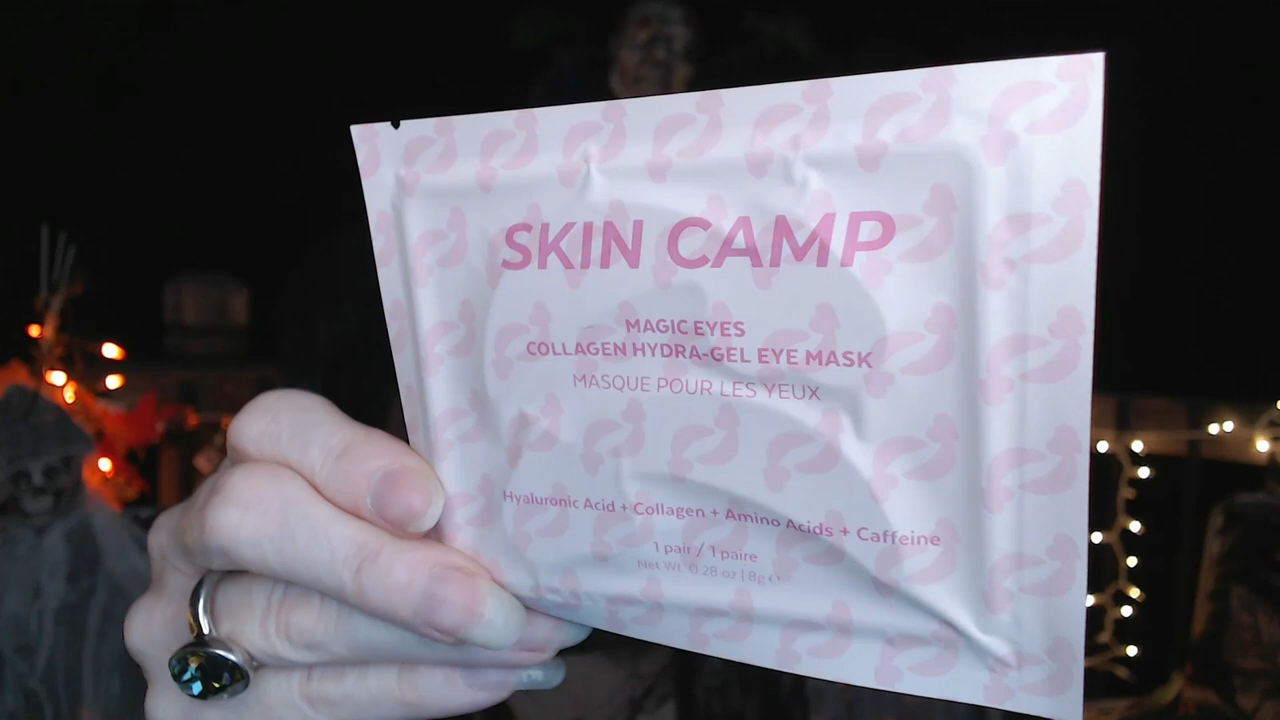 SKIN CAMP
MAGIC EYES
COLLAGEN HYDRA-GEL EYE MASK
MASQUE POUR LES YEUX
Hyaluronic Acid + Collagen + Amino Acids + Caffeine
1 pair / 1 paire
Net Wt. 0.28 oz | 8g e